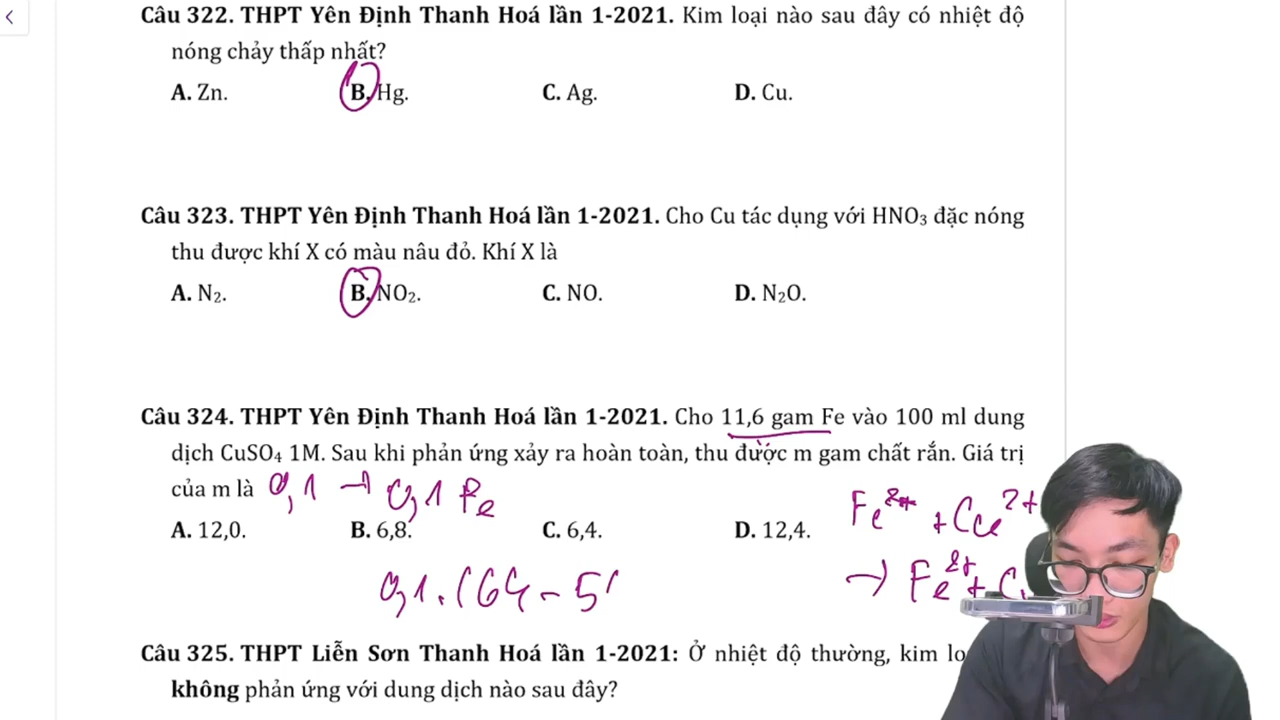 Câu 322. THPT Yên Định Thanh Hoá lần 1-2021. Kim loại nào sau đây có nhiệt độ
nóng chảy thấp nhất?
A. Zn. B. Hg. C. Ag. D. Cu.
Câu 323. THPT Yên Định Thanh Hoá lần 1-2021. Cho Cu tác dụng với HNO₃ đặc nóng
thu được khí X có màu nâu đỏ. Khí X là
A. N₂. B. NO₂. C. NO. D. N₂O.
Câu 324. THPT Yên Định Thanh Hoá lần 1-2021. Cho 11,6 gam Fe vào 100 ml dung
dịch CuSO₄ 1M. Sau khi phản ứng xảy ra hoàn toàn, thu được m gam chất rắn. Giá trị
của m là 0,1 → 0,1 Fe
Fe + Cu²⁺
A. 12,0. B. 6,8. C. 6,4. D. 12,4.
0,1.(64 - 5
→ Fe²⁺ + C
Câu 325. THPT Liễn Sơn Thanh Hoá lần 1-2021: Ở nhiệt độ thường, kim lo
không phản ứng với dung dịch nào sau đây?